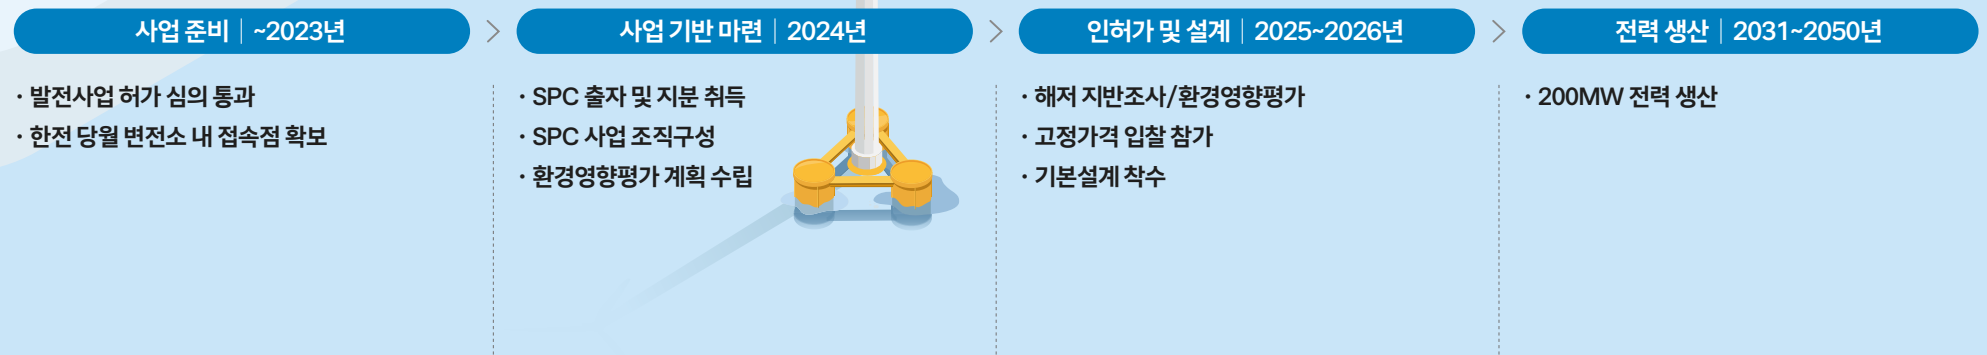 사업 준비 | ~2023년
· 발전사업 허가 심의 통과
· 한전 당월 변전소 내 접속점 확보
사업 기반 마련 | 2024년
· SPC 출자 및 지분 취득
· SPC 사업 조직구성
· 환경영향평가 계획 수립
인허가 및 설계 | 2025~2026년
· 해저 지반조사/환경영향평가
· 고정가격 입찰 참가
· 기본설계 착수
전력 생산 | 2031~2050년
· 200MW 전력 생산